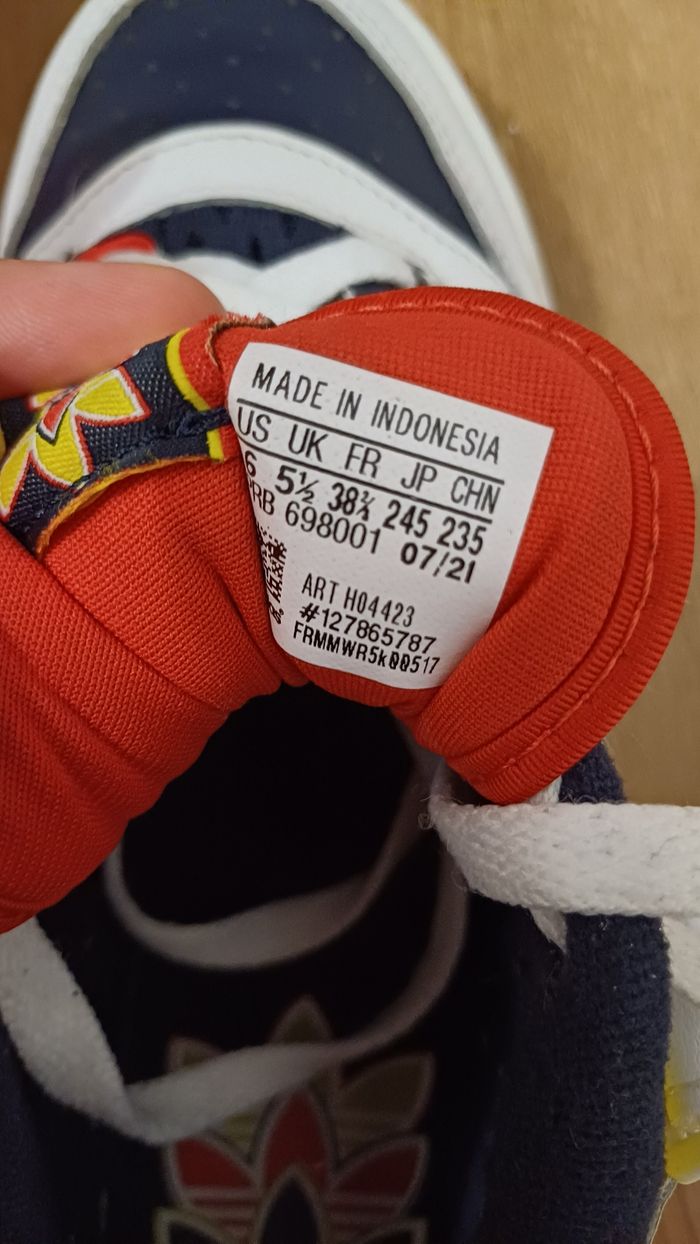 MADE IN INDONESIA
US UK FR JP CHN
6 5½ 38⅔ 245 235
698001 07/21
ART H04423
#127865787
FRMMWR5k00517